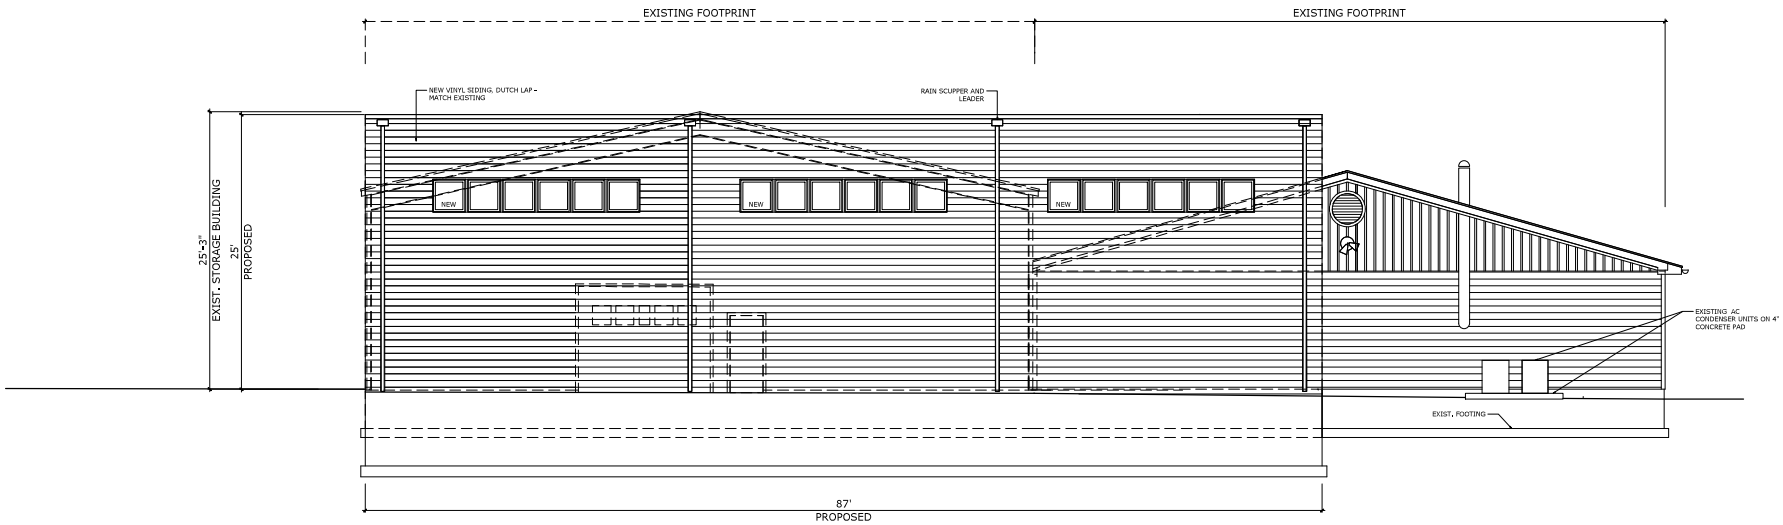 EXISTING FOOTPRINT
EXISTING FOOTPRINT
NEW VINYL SIDING, DUTCH LAP -
MATCH EXISTING
RAIN SCUPPER AND
LEADER
25'-3"
EXIST. STORAGE BUILDING
25'
PROPOSED
NEW
NEW
NEW
EXISTING AC
CONDENSER UNITS ON 4"
CONCRETE PAD
EXIST. FOOTING
87'
PROPOSED